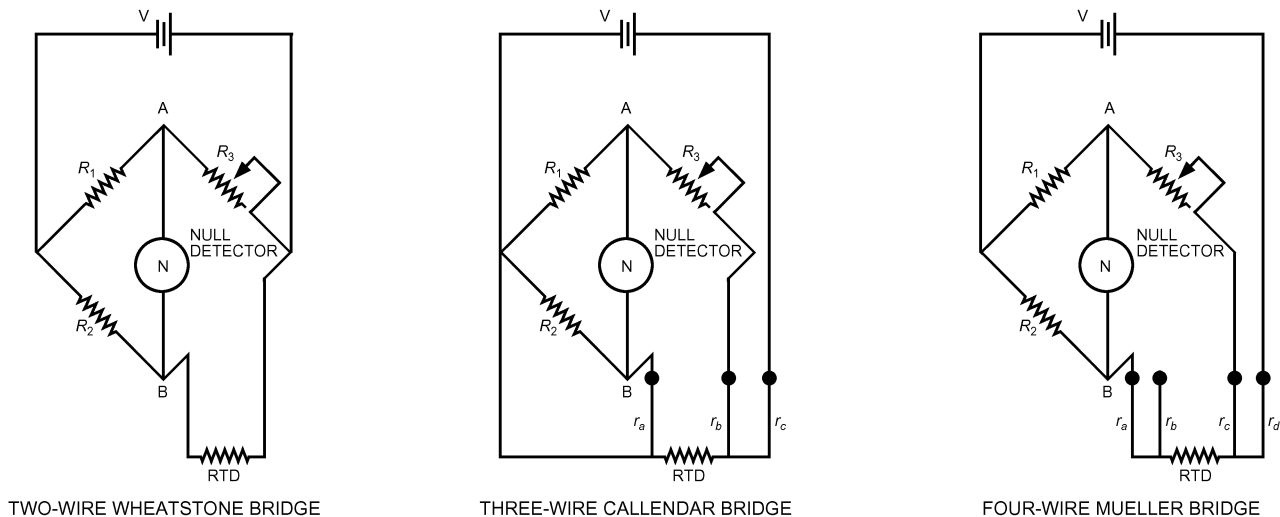 V
A
R1
R3
NULL
DETECTOR
N
R2
B
RTD
TWO-WIRE WHEATSTONE BRIDGE
V
A
R1
R3
NULL
DETECTOR
N
R2
B
ra
rb
rc
RTD
THREE-WIRE CALLENDAR BRIDGE
V
A
R1
R3
NULL
DETECTOR
N
R2
B
ra
rb
rc
rd
RTD
FOUR-WIRE MUELLER BRIDGE